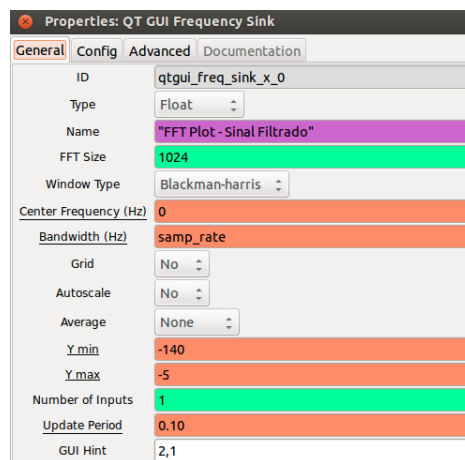 Properties: QT GUI Frequency Sink
General Config Advanced Documentation
ID qtgui_freq_sink_x_0
Type Float
Name "FFT Plot - Sinal Filtrado"
FFT Size 1024
Window Type Blackman-harris
Center Frequency (Hz) 0
Bandwidth (Hz) samp_rate
Grid No
Autoscale No
Average None
Y min -140
Y max -5
Number of Inputs 1
Update Period 0.10
GUI Hint 2,1